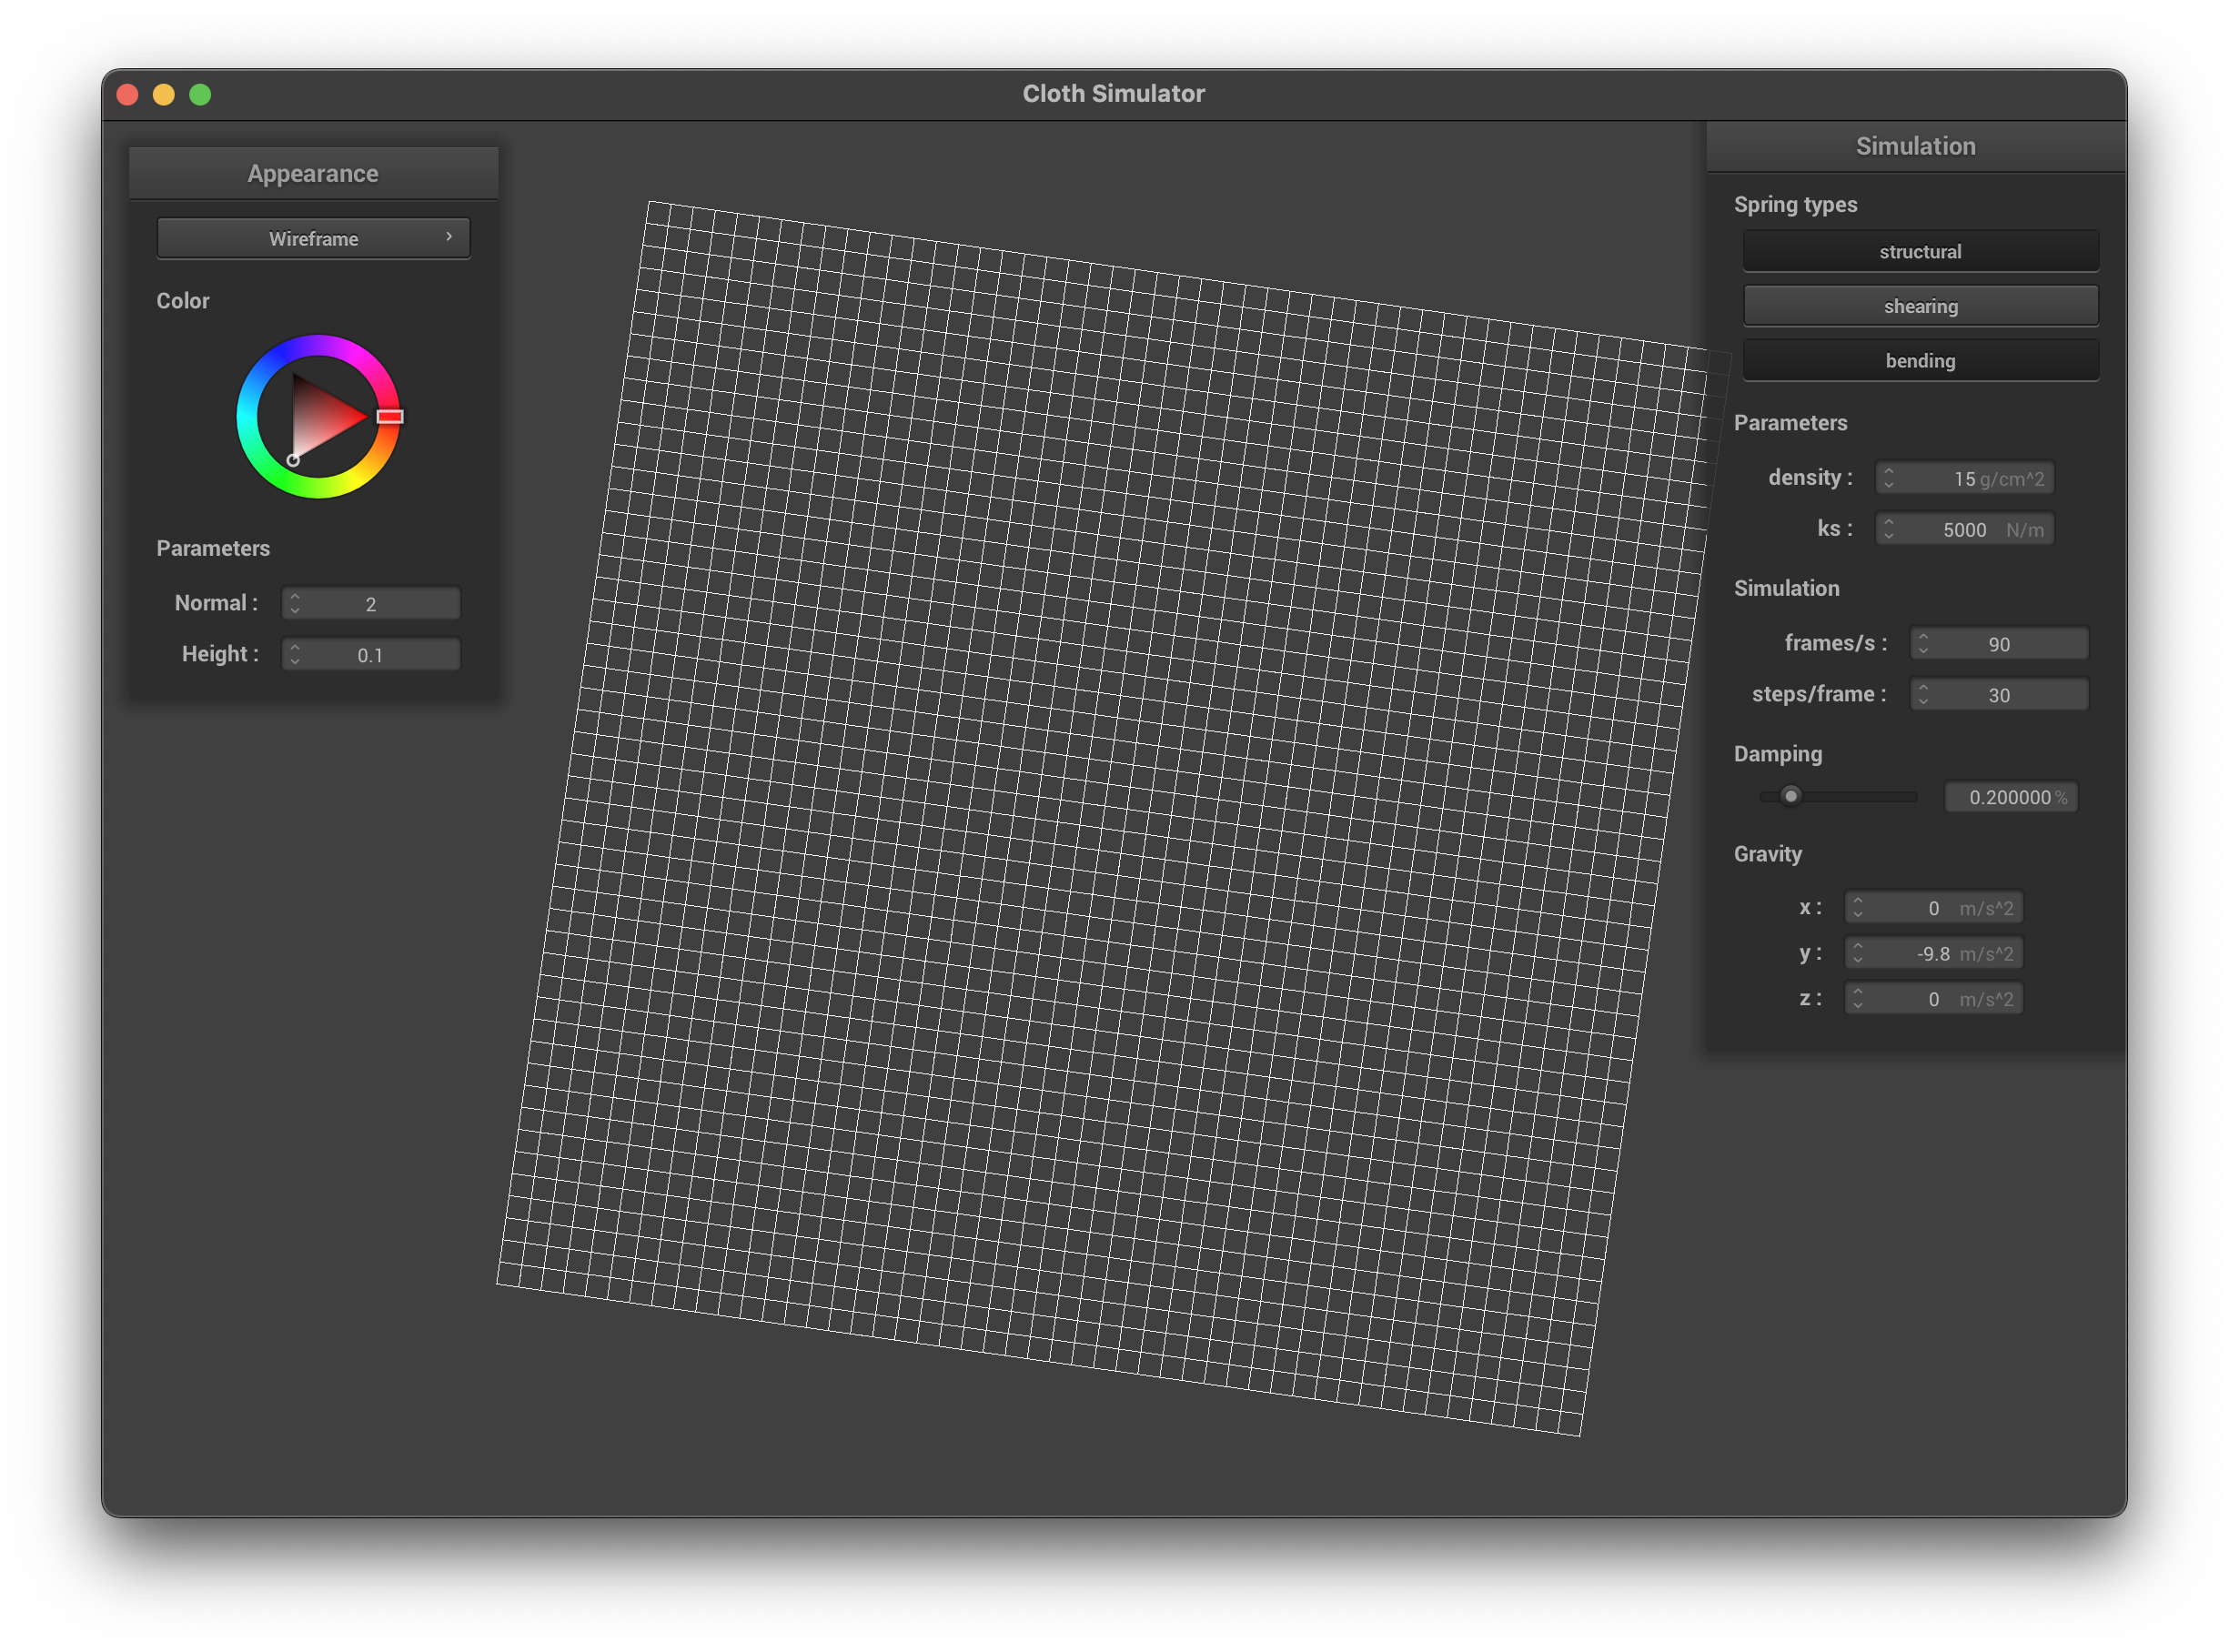 Cloth Simulator
Appearance
Wireframe
Color
Parameters
Normal : 2
Height : 0.1
Simulation
Spring types
structural
shearing
bending
Parameters
density : 15 g/cm^2
ks : 5000 N/m
Simulation
frames/s : 90
steps/frame : 30
Damping
0.200000 %
Gravity
x : 0 m/s^2
y : -9.8 m/s^2
z : 0 m/s^2